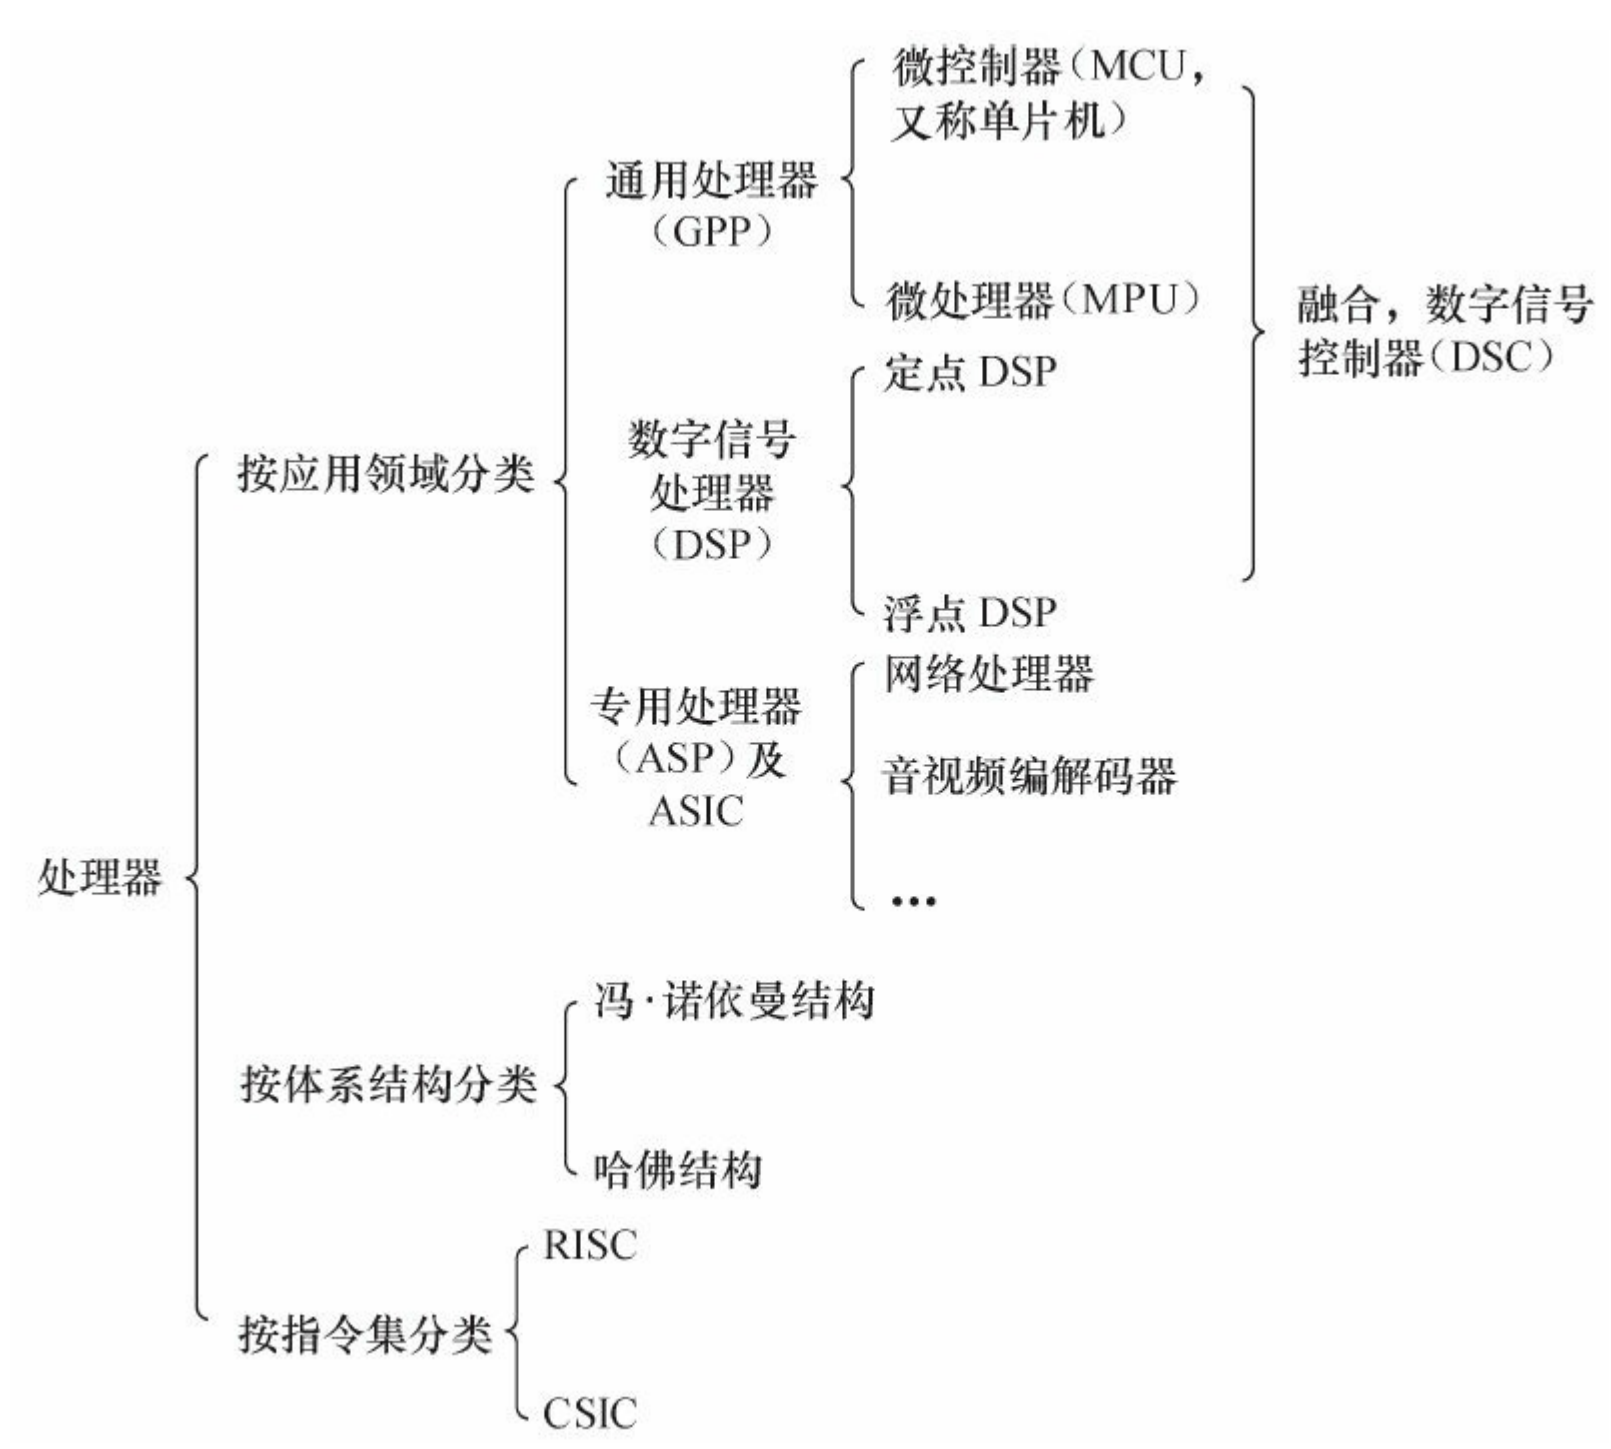 处理器
按应用领域分类
通用处理器
（GPP）
微控制器（MCU，
又称单片机）
微处理器（MPU）
数字信号
处理器
（DSP）
定点 DSP
浮点 DSP
融合，数字信号
控制器（DSC）
专用处理器
（ASP）及
ASIC
网络处理器
音视频编解码器
…
按体系结构分类
冯·诺依曼结构
哈佛结构
按指令集分类
RISC
CSIC